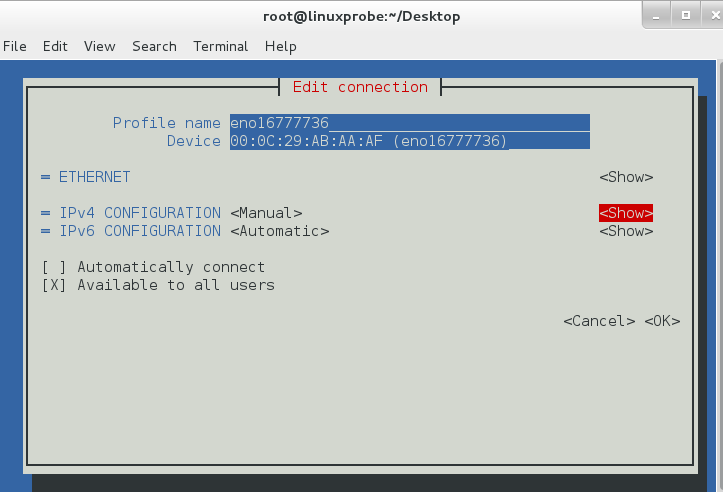 root@linuxprobe:~/Desktop
File Edit View Search Terminal Help
Edit connection
Profile name eno16777736
Device 00:0C:29:AB:AA:AF (eno16777736)
= ETHERNET <Show>
= IPv4 CONFIGURATION <Manual> <Show>
= IPv6 CONFIGURATION <Automatic> <Show>
[ ] Automatically connect
[X] Available to all users
<Cancel> <OK>